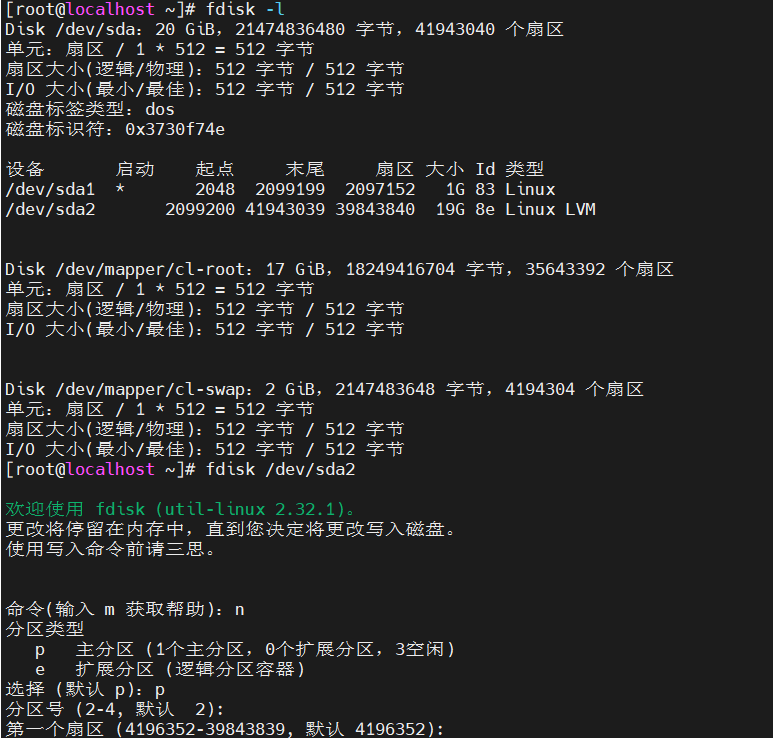 [root@localhost ~]# fdisk -l
Disk /dev/sda：20 GiB，21474836480 字节，41943040 个扇区
单元：扇区 / 1 * 512 = 512 字节
扇区大小(逻辑/物理)：512 字节 / 512 字节
I/O 大小(最小/最佳)：512 字节 / 512 字节
磁盘标签类型：dos
磁盘标识符：0x3730f74e
设备 启动 起点 末尾 扇区 大小 Id 类型
/dev/sda1 * 2048 2099199 2097152 1G 83 Linux
/dev/sda2 2099200 41943039 39843840 19G 8e Linux LVM
Disk /dev/mapper/cl-root：17 GiB，18249416704 字节，35643392 个扇区
单元：扇区 / 1 * 512 = 512 字节
扇区大小(逻辑/物理)：512 字节 / 512 字节
I/O 大小(最小/最佳)：512 字节 / 512 字节
Disk /dev/mapper/cl-swap：2 GiB，2147483648 字节，4194304 个扇区
单元：扇区 / 1 * 512 = 512 字节
扇区大小(逻辑/物理)：512 字节 / 512 字节
I/O 大小(最小/最佳)：512 字节 / 512 字节
[root@localhost ~]# fdisk /dev/sda2
欢迎使用 fdisk (util-linux 2.32.1)。
更改将停留在内存中，直到您决定将更改写入磁盘。
使用写入命令前请三思。
命令(输入 m 获取帮助)：n
分区类型
p 主分区 (1个主分区，0个扩展分区，3空闲)
e 扩展分区 (逻辑分区容器)
选择 (默认 p)：p
分区号 (2-4, 默认 2):
第一个扇区 (4196352-39843839, 默认 4196352):